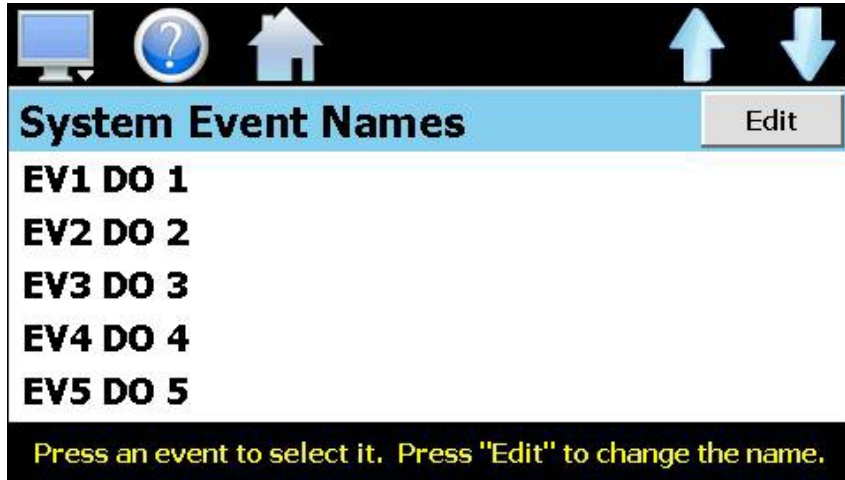 System Event Names
Edit
EV1 DO 1
EV2 DO 2
EV3 DO 3
EV4 DO 4
EV5 DO 5
Press an event to select it. Press "Edit" to change the name.